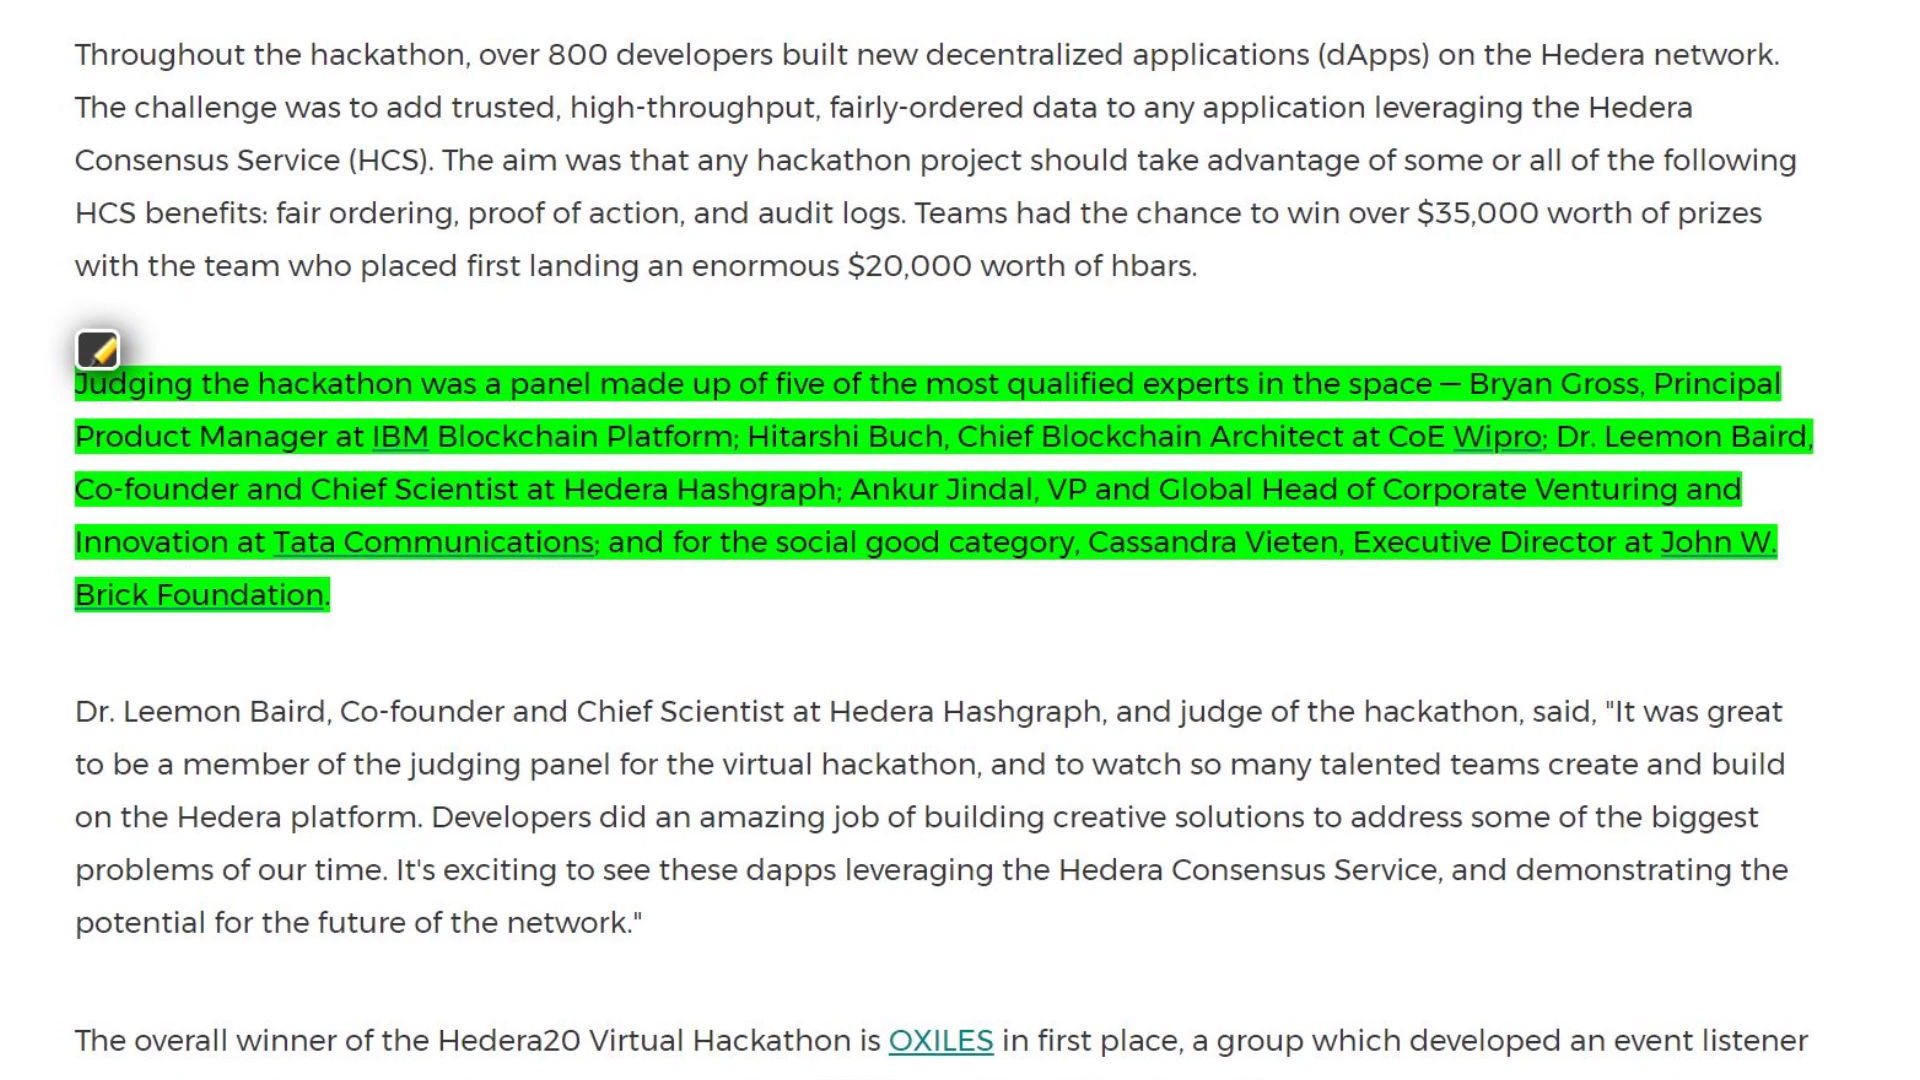 Throughout the hackathon, over 800 developers built new decentralized applications (dApps) on the Hedera network.
The challenge was to add trusted, high-throughput, fairly-ordered data to any application leveraging the Hedera
Consensus Service (HCS). The aim was that any hackathon project should take advantage of some or all of the following
HCS benefits: fair ordering, proof of action, and audit logs. Teams had the chance to win over $35,000 worth of prizes
with the team who placed first landing an enormous $20,000 worth of hbars.
Judging the hackathon was a panel made up of five of the most qualified experts in the space — Bryan Gross, Principal
Product Manager at IBM Blockchain Platform; Hitarshi Buch, Chief Blockchain Architect at CoE Wipro; Dr. Leemon Baird,
Co-founder and Chief Scientist at Hedera Hashgraph; Ankur Jindal, VP and Global Head of Corporate Venturing and
Innovation at Tata Communications; and for the social good category, Cassandra Vieten, Executive Director at John W.
Brick Foundation.
Dr. Leemon Baird, Co-founder and Chief Scientist at Hedera Hashgraph, and judge of the hackathon, said, "It was great
to be a member of the judging panel for the virtual hackathon, and to watch so many talented teams create and build
on the Hedera platform. Developers did an amazing job of building creative solutions to address some of the biggest
problems of our time. It's exciting to see these dapps leveraging the Hedera Consensus Service, and demonstrating the
potential for the future of the network."
The overall winner of the Hedera20 Virtual Hackathon is OXILES in first place, a group which developed an event listener